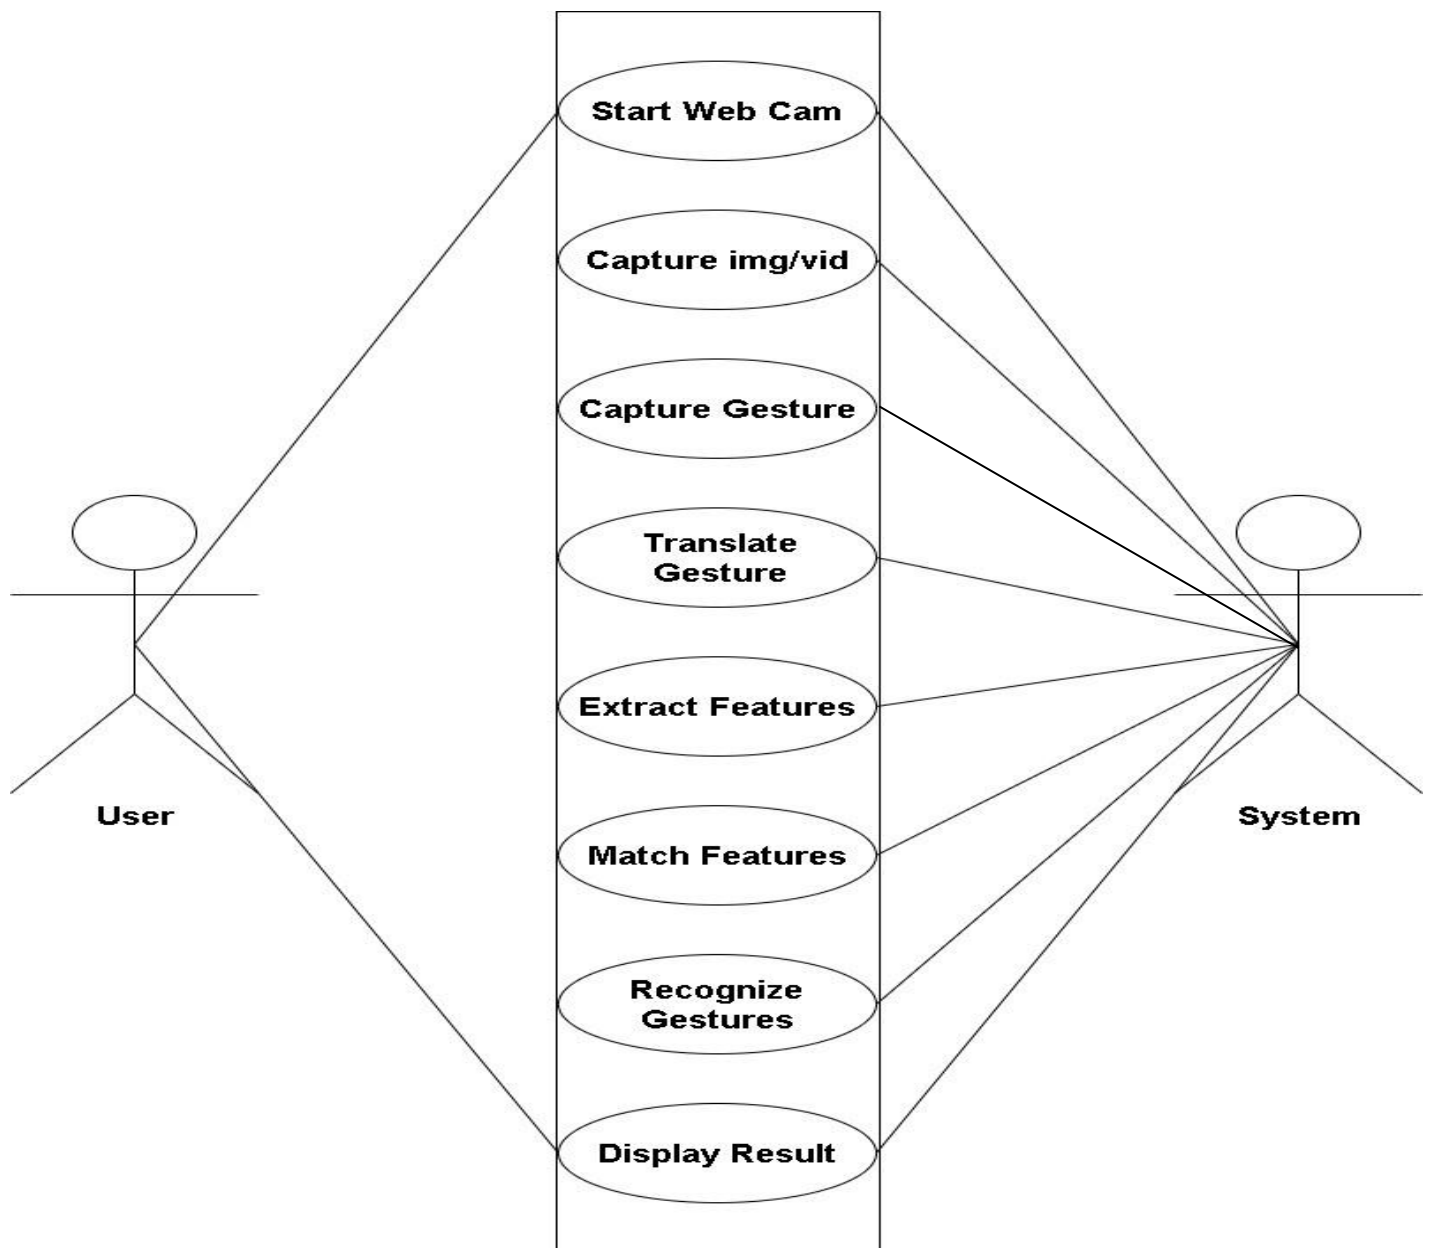 Start Web Cam
Capture img/vid
Capture Gesture
Translate
Gesture
Extract Features
User
System
Match Features
Recognize
Gestures
Display Result